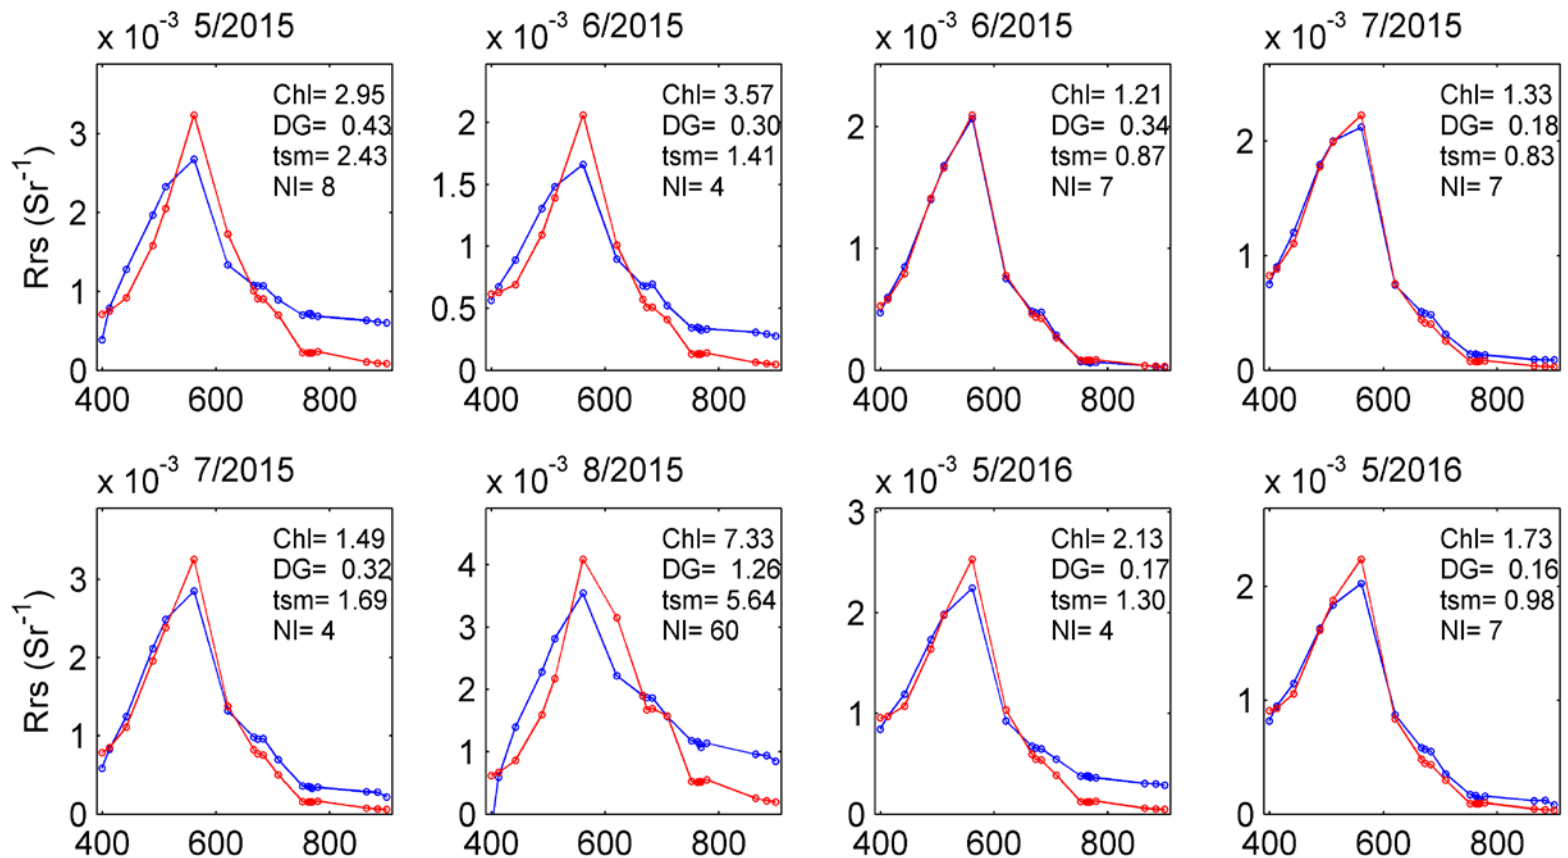 x 10-3 5/2015
x 10-3 6/2015
x 10-3 6/2015
x 10-3 7/2015
Rrs (Sr-1)
3
2
1
0
400 600 800
Chl= 2.95
DG= 0.43
tsm= 2.43
NI= 8
2
1.5
1
0.5
0
400 600 800
Chl= 3.57
DG= 0.30
tsm= 1.41
NI= 4
2
1
0
400 600 800
Chl= 1.21
DG= 0.34
tsm= 0.87
NI= 7
2
1
0
400 600 800
Chl= 1.33
DG= 0.18
tsm= 0.83
NI= 7
x 10-3 7/2015
x 10-3 8/2015
x 10-3 5/2016
x 10-3 5/2016
Rrs (Sr-1)
3
2
1
0
400 600 800
Chl= 1.49
DG= 0.32
tsm= 1.69
NI= 4
4
3
2
1
0
400 600 800
Chl= 7.33
DG= 1.26
tsm= 5.64
NI= 60
3
2
1
0
400 600 800
Chl= 2.13
DG= 0.17
tsm= 1.30
NI= 4
2
1
0
400 600 800
Chl= 1.73
DG= 0.16
tsm= 0.98
NI= 7